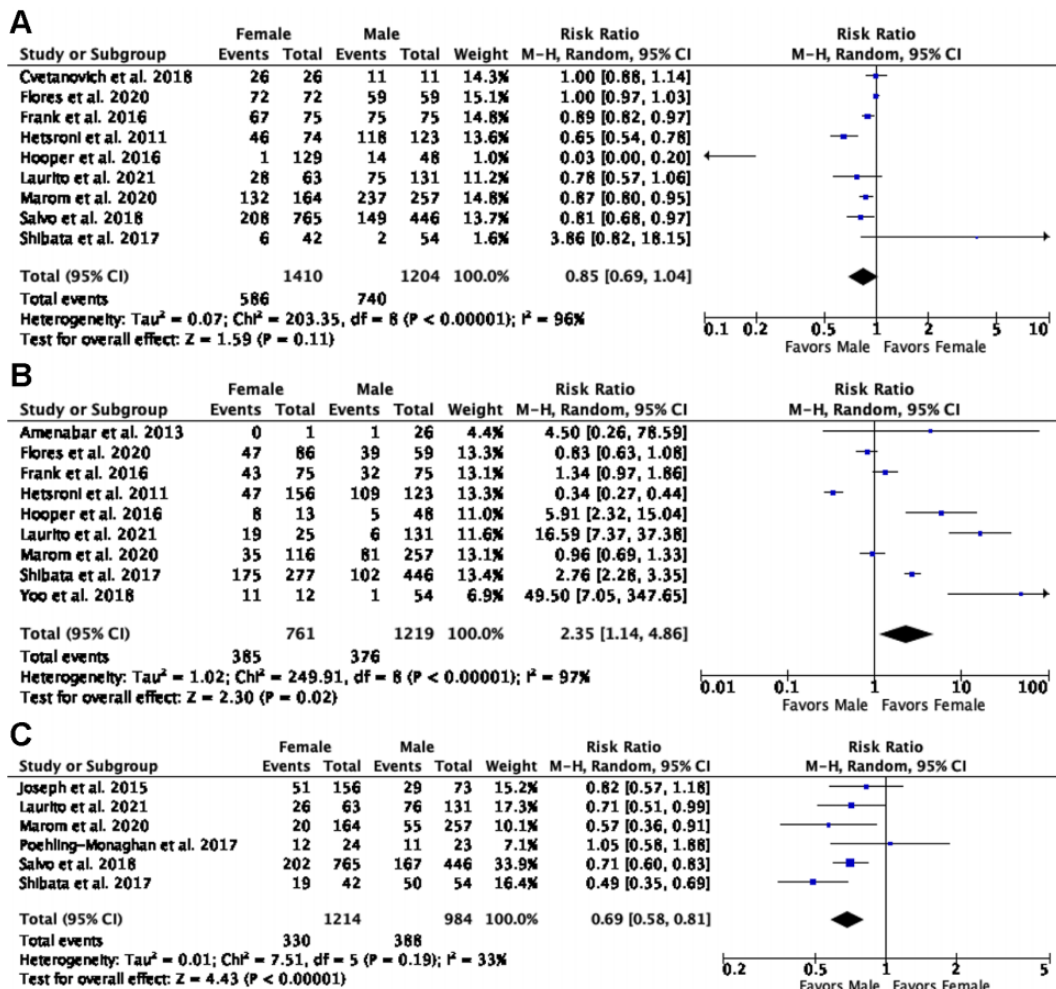 A
Female Male Risk Ratio Risk Ratio
Study or Subgroup Events Total Events Total Weight M-H, Random, 95% CI M-H, Random, 95% CI
Cvetanovich et al. 2018 26 26 11 11 14.3% 1.00 [0.88, 1.14]
Flores et al. 2020 72 72 59 59 15.1% 1.00 [0.97, 1.03]
Frank et al. 2016 67 75 75 75 14.8% 0.89 [0.82, 0.97]
Hetsroni et al. 2011 46 74 118 123 13.6% 0.65 [0.54, 0.78]
Hooper et al. 2016 1 129 14 48 1.0% 0.03 [0.00, 0.20]
Laurito et al. 2021 28 63 75 131 11.2% 0.78 [0.57, 1.06]
Marom et al. 2020 132 164 237 257 14.8% 0.87 [0.80, 0.95]
Salvo et al. 2018 208 765 149 446 13.7% 0.81 [0.68, 0.97]
Shibata et al. 2017 6 42 2 54 1.6% 3.86 [0.82, 18.15]
Total (95% CI) 1410 1204 100.0% 0.85 [0.69, 1.04]
Total events 586 740
Heterogeneity: Tau² = 0.07; Chi² = 203.35, df = 8 (P < 0.00001); I² = 96%
Test for overall effect: Z = 1.59 (P = 0.11)
0.1 0.2 0.5 1 2 5 10
Favors Male Favors Female
B
Female Male Risk Ratio Risk Ratio
Study or Subgroup Events Total Events Total Weight M-H, Random, 95% CI M-H, Random, 95% CI
Amenabar et al. 2013 0 1 1 26 4.4% 4.50 [0.26, 78.59]
Flores et al. 2020 47 86 39 59 13.3% 0.83 [0.63, 1.08]
Frank et al. 2016 43 75 32 75 13.1% 1.34 [0.97, 1.86]
Hetsroni et al. 2011 47 156 109 123 13.3% 0.34 [0.27, 0.44]
Hooper et al. 2016 8 13 5 48 11.0% 5.91 [2.32, 15.04]
Laurito et al. 2021 19 25 6 131 11.6% 16.59 [7.37, 37.38]
Marom et al. 2020 35 116 81 257 13.1% 0.96 [0.69, 1.33]
Shibata et al. 2017 175 277 102 446 13.4% 2.76 [2.28, 3.35]
Yoo et al. 2018 11 12 1 54 6.9% 49.50 [7.05, 347.65]
Total (95% CI) 761 1219 100.0% 2.35 [1.14, 4.86]
Total events 385 376
Heterogeneity: Tau² = 1.02; Chi² = 249.91, df = 8 (P < 0.00001); I² = 97%
Test for overall effect: Z = 2.30 (P = 0.02)
0.01 0.1 1 10 100
Favors Male Favors Female
C
Female Male Risk Ratio Risk Ratio
Study or Subgroup Events Total Events Total Weight M-H, Random, 95% CI M-H, Random, 95% CI
Joseph et al. 2015 51 156 29 73 15.2% 0.82 [0.57, 1.18]
Laurito et al. 2021 26 63 76 131 17.3% 0.71 [0.51, 0.99]
Marom et al. 2020 20 164 55 257 10.1% 0.57 [0.36, 0.91]
Poehling-Monaghan et al. 2017 12 24 11 23 7.1% 1.05 [0.58, 1.88]
Salvo et al. 2018 202 765 167 446 33.9% 0.71 [0.60, 0.83]
Shibata et al. 2017 19 42 50 54 16.4% 0.49 [0.35, 0.69]
Total (95% CI) 1214 984 100.0% 0.69 [0.58, 0.81]
Total events 330 388
Heterogeneity: Tau² = 0.01; Chi² = 7.51, df = 5 (P = 0.19); I² = 33%
Test for overall effect: Z = 4.43 (P < 0.00001)
0.2 0.5 1 2 5
Favors Male Favors Female